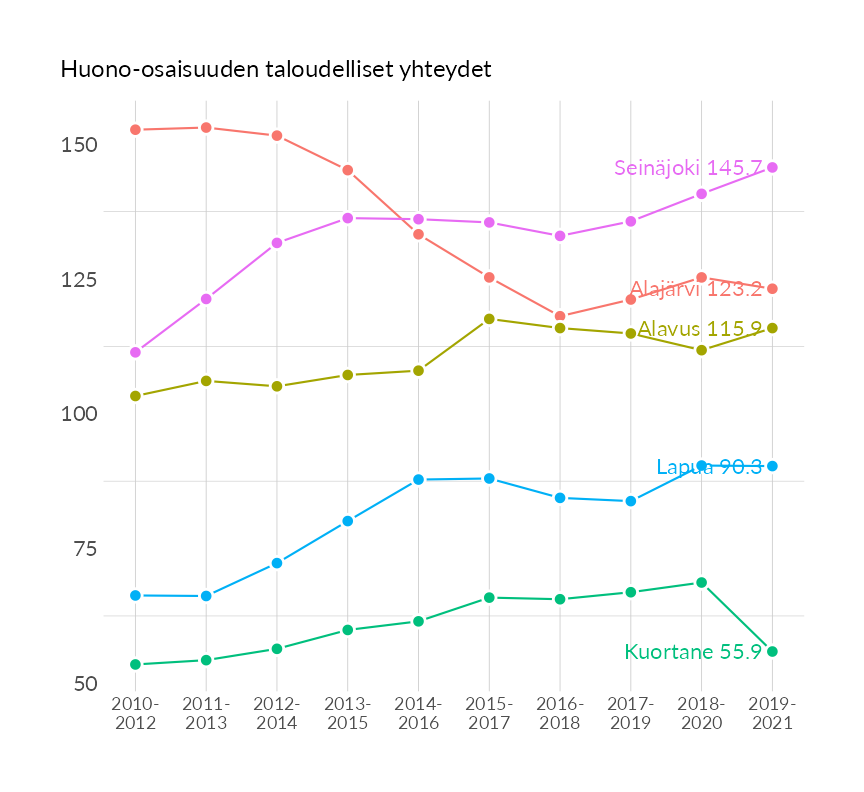 Huono-osaisuuden taloudelliset yhteydet
150
Seinäjoki 145.7
125
Alajärvi 123.2
Alavus 115.9
100
Lapua 90.3
75
Kuortane 55.9
50
2010- 2011- 2012- 2013- 2014- 2015- 2016- 2017- 2018- 2019-
2012 2013 2014 2015 2016 2017 2018 2019 2020 2021